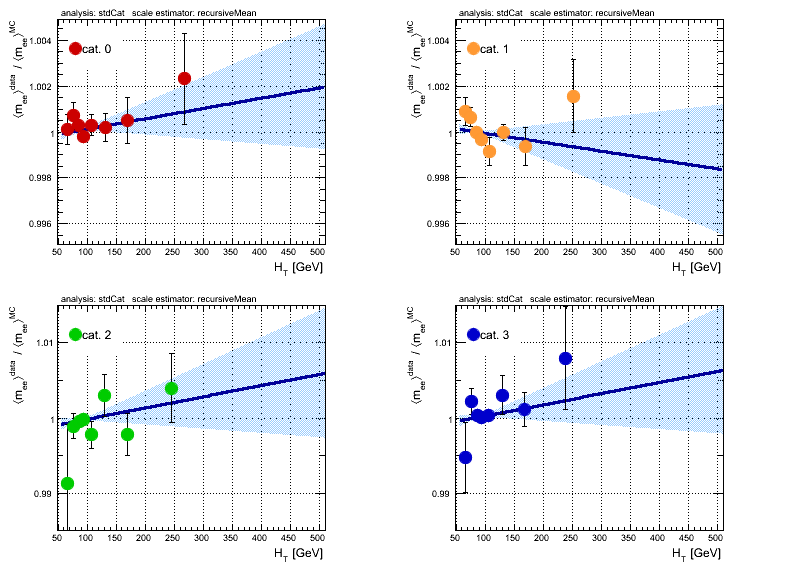 analysis: stdCat   scale estimator: recursiveMean
⟨m_ee⟩^data / ⟨m_ee⟩^MC
cat. 0
1.004
1.002
1
0.998
0.996
50 100 150 200 250 300 350 400 450 500
H_T [GeV]
analysis: stdCat   scale estimator: recursiveMean
⟨m_ee⟩^data / ⟨m_ee⟩^MC
cat. 1
1.004
1.002
1
0.998
0.996
50 100 150 200 250 300 350 400 450 500
H_T [GeV]
analysis: stdCat   scale estimator: recursiveMean
⟨m_ee⟩^data / ⟨m_ee⟩^MC
cat. 2
1.01
1
0.99
50 100 150 200 250 300 350 400 450 500
H_T [GeV]
analysis: stdCat   scale estimator: recursiveMean
⟨m_ee⟩^data / ⟨m_ee⟩^MC
cat. 3
1.01
1
0.99
50 100 150 200 250 300 350 400 450 500
H_T [GeV]